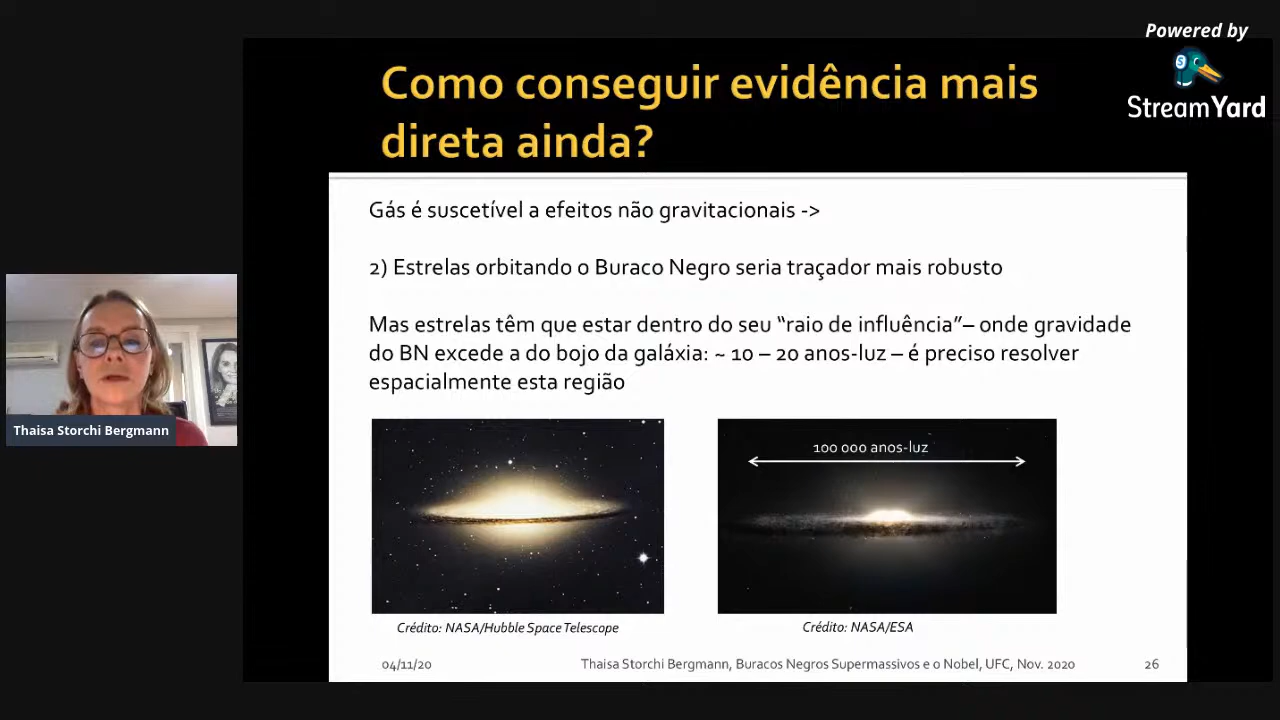 Powered by
StreamYard
Como conseguir evidência mais
direta ainda?
Gás é suscetível a efeitos não gravitacionais ->
2) Estrelas orbitando o Buraco Negro seria traçador mais robusto
Mas estrelas têm que estar dentro do seu “raio de influência”– onde gravidade
do BN excede a do bojo da galáxia: ~ 10 – 20 anos-luz – é preciso resolver
espacialmente esta região
100 000 anos-luz
Crédito: NASA/Hubble Space Telescope
Crédito: NASA/ESA
04/11/20
Thaisa Storchi Bergmann, Buracos Negros Supermassivos e o Nobel, UFC, Nov. 2020
26
Thaisa Storchi Bergmann